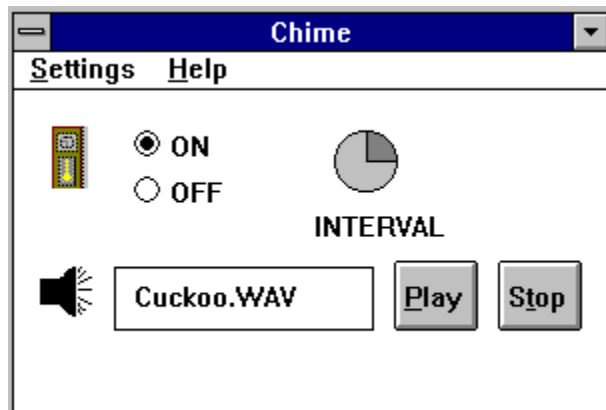 Chime
Settings Help
ON
OFF
INTERVAL
Cuckoo.WAV Play Stop